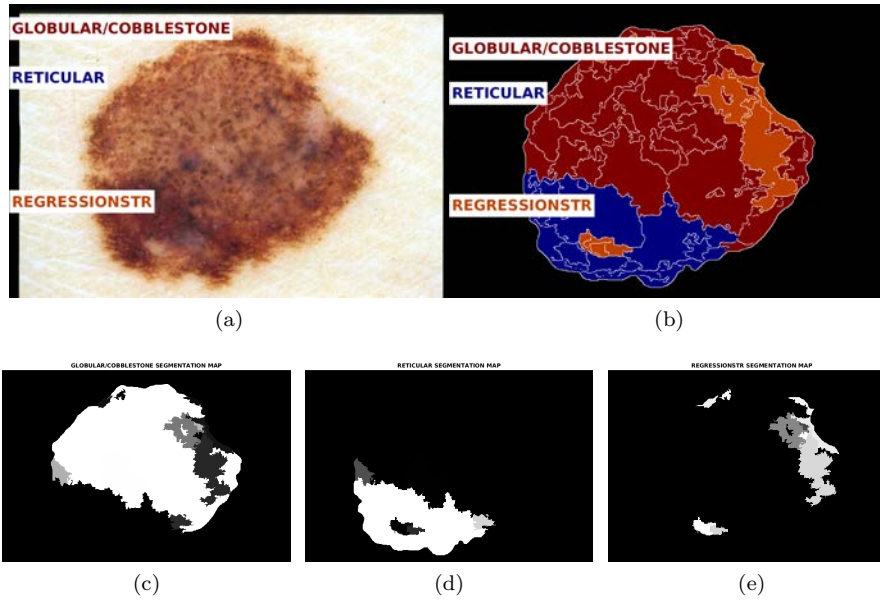 GLOBULAR/COBBLESTONE
RETICULAR
REGRESSIONSTR
GLOBULAR/COBBLESTONE
RETICULAR
REGRESSIONSTR
(a)
(b)
GLOBULAR/COBBLESTONE SEGMENTATION MAP
RETICULAR SEGMENTATION MAP
REGRESSIONSTR SEGMENTATION MAP
(c)
(d)
(e)